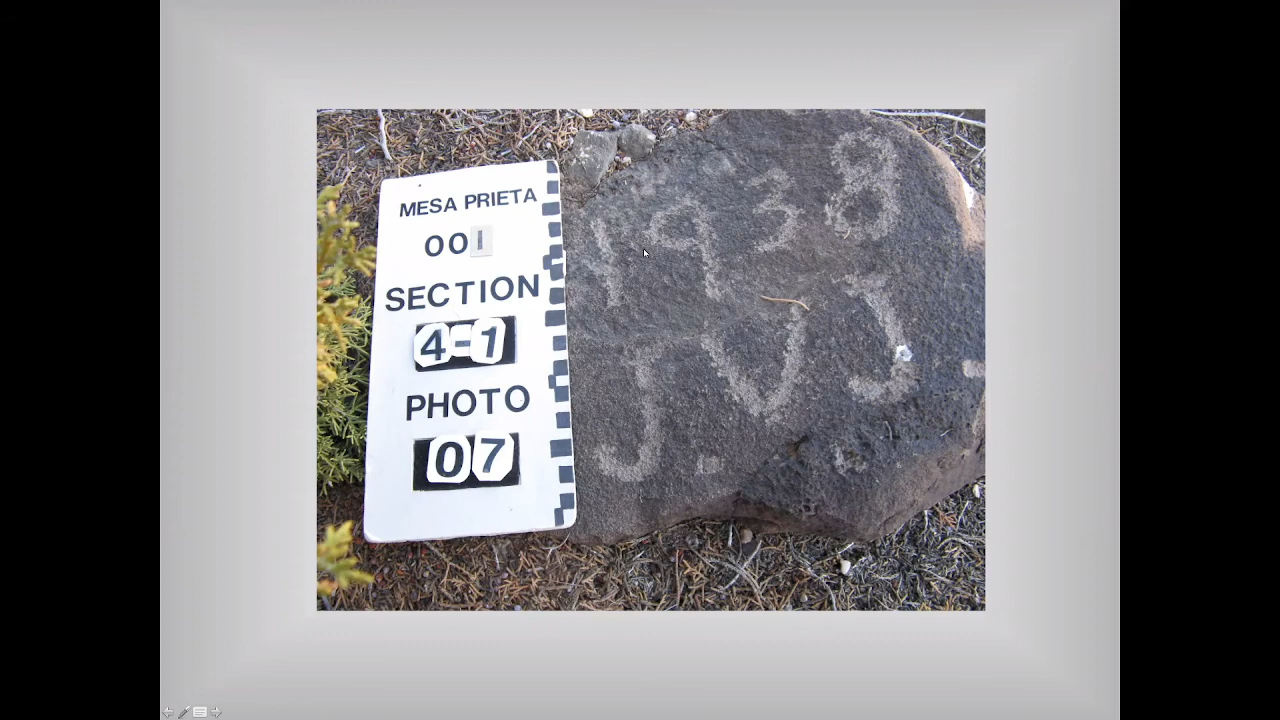 MESA PRIETA
001
SECTION
4-1
PHOTO
07
1938
J. V J.